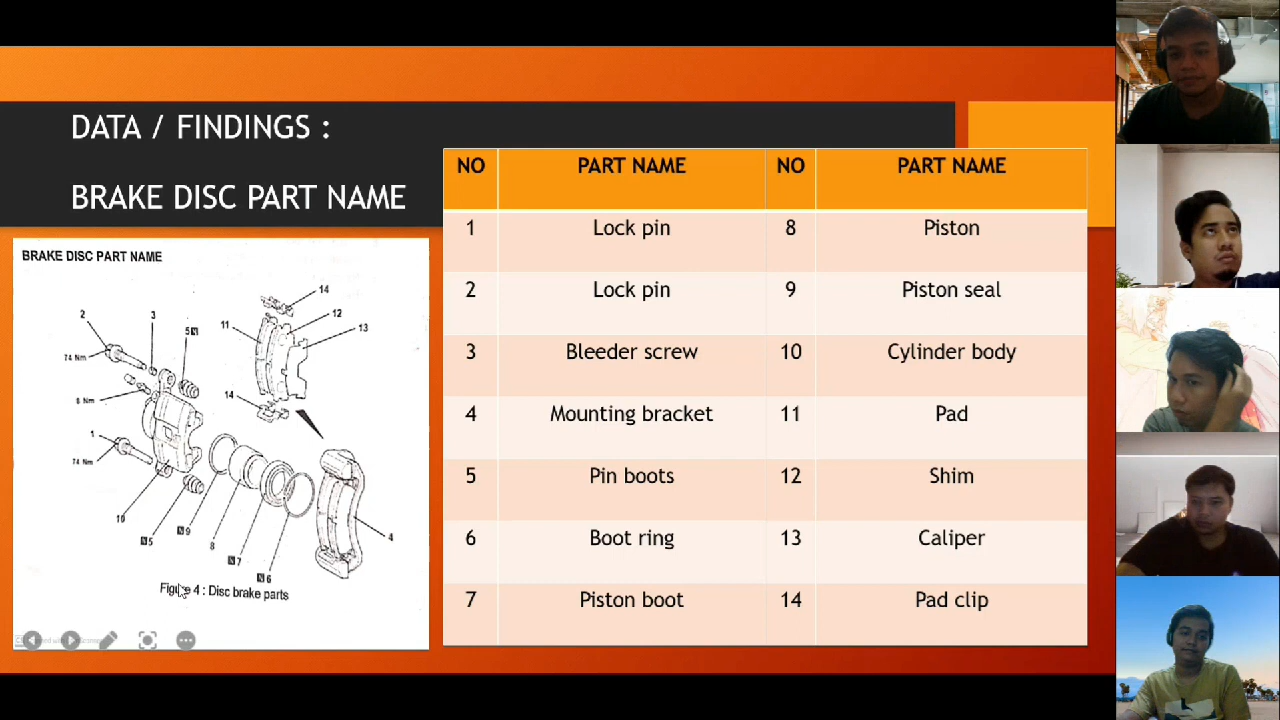 DATA / FINDINGS :
BRAKE DISC PART NAME
NO PART NAME NO PART NAME
1 Lock pin 8 Piston
2 Lock pin 9 Piston seal
3 Bleeder screw 10 Cylinder body
4 Mounting bracket 11 Pad
5 Pin boots 12 Shim
6 Boot ring 13 Caliper
7 Piston boot 14 Pad clip
BRAKE DISC PART NAME
14
2 3 5 N 11 12
13
74 Nm
8 Nm
14
1
74 Nm
10
N 5
N 9
8
N 7
N 6
4
Figure 4 : Disc brake parts